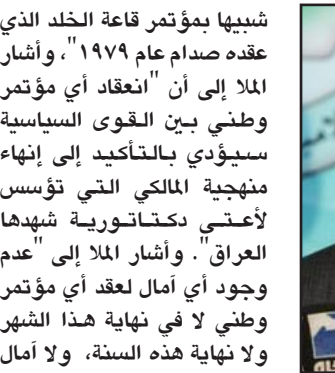 شبيها بمؤتمر قاعة الخلد الذي
عقده صدام عام ١٩٧٩"، وأشار
الملا إلى أن "انعقاد أي مؤتمر
وطني بين القوى السياسية
سيؤدي بالتأكيد إلى إنهاء
منهجية المالكي التي تؤسس
لأعتى دكتاتورية شهدها
العراق". وأشار الملا إلى "عدم
وجود أي آمال لعقد أي مؤتمر
وطني لا في نهاية هذا الشهر
ولا نهاية هذه السنة، ولا آمال